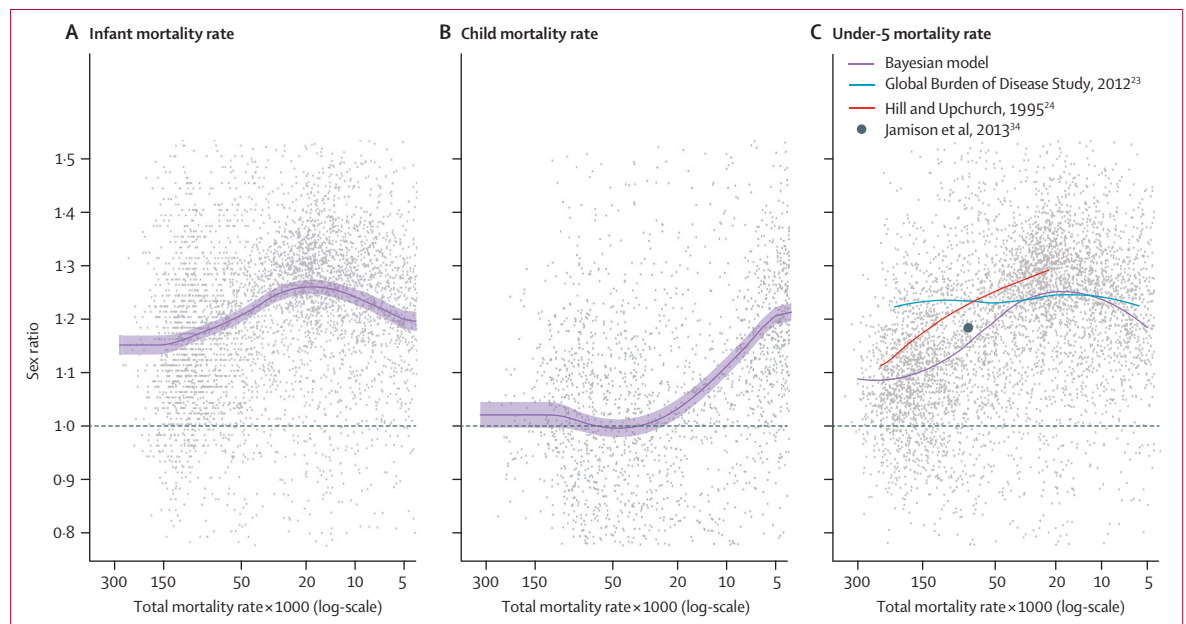 A Infant mortality rate
B Child mortality rate
C Under-5 mortality rate
Bayesian model
Global Burden of Disease Study, 2012²³
Hill and Upchurch, 1995²⁴
Jamison et al, 2013³⁴
Sex ratio
1·5
1·4
1·3
1·2
1·1
1·0
0·9
0·8
300 150 50 20 10 5
300 150 50 20 10 5
300 150 50 20 10 5
Total mortality rate × 1000 (log-scale)
Total mortality rate × 1000 (log-scale)
Total mortality rate × 1000 (log-scale)